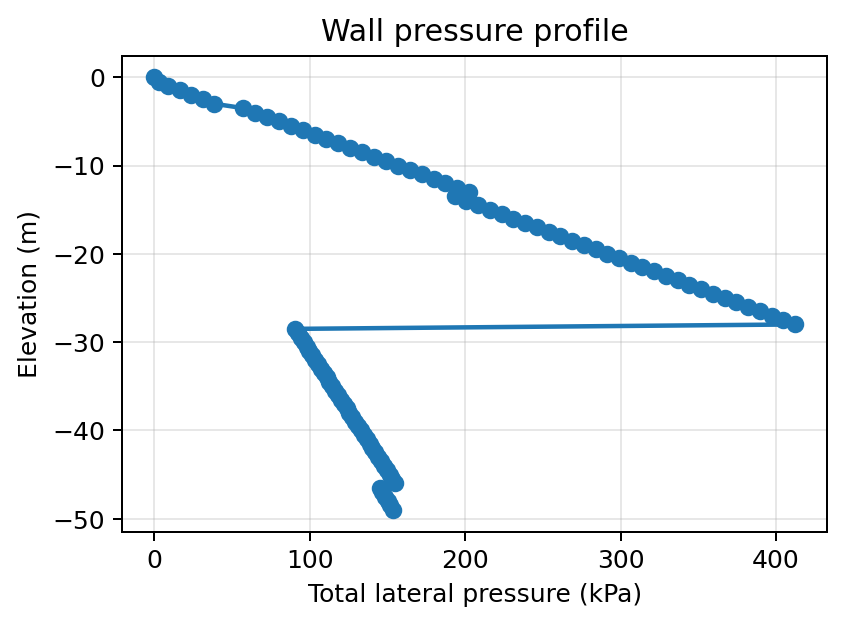 Wall pressure profile
Elevation (m)
0
−10
−20
−30
−40
−50
0 100 200 300 400
Total lateral pressure (kPa)